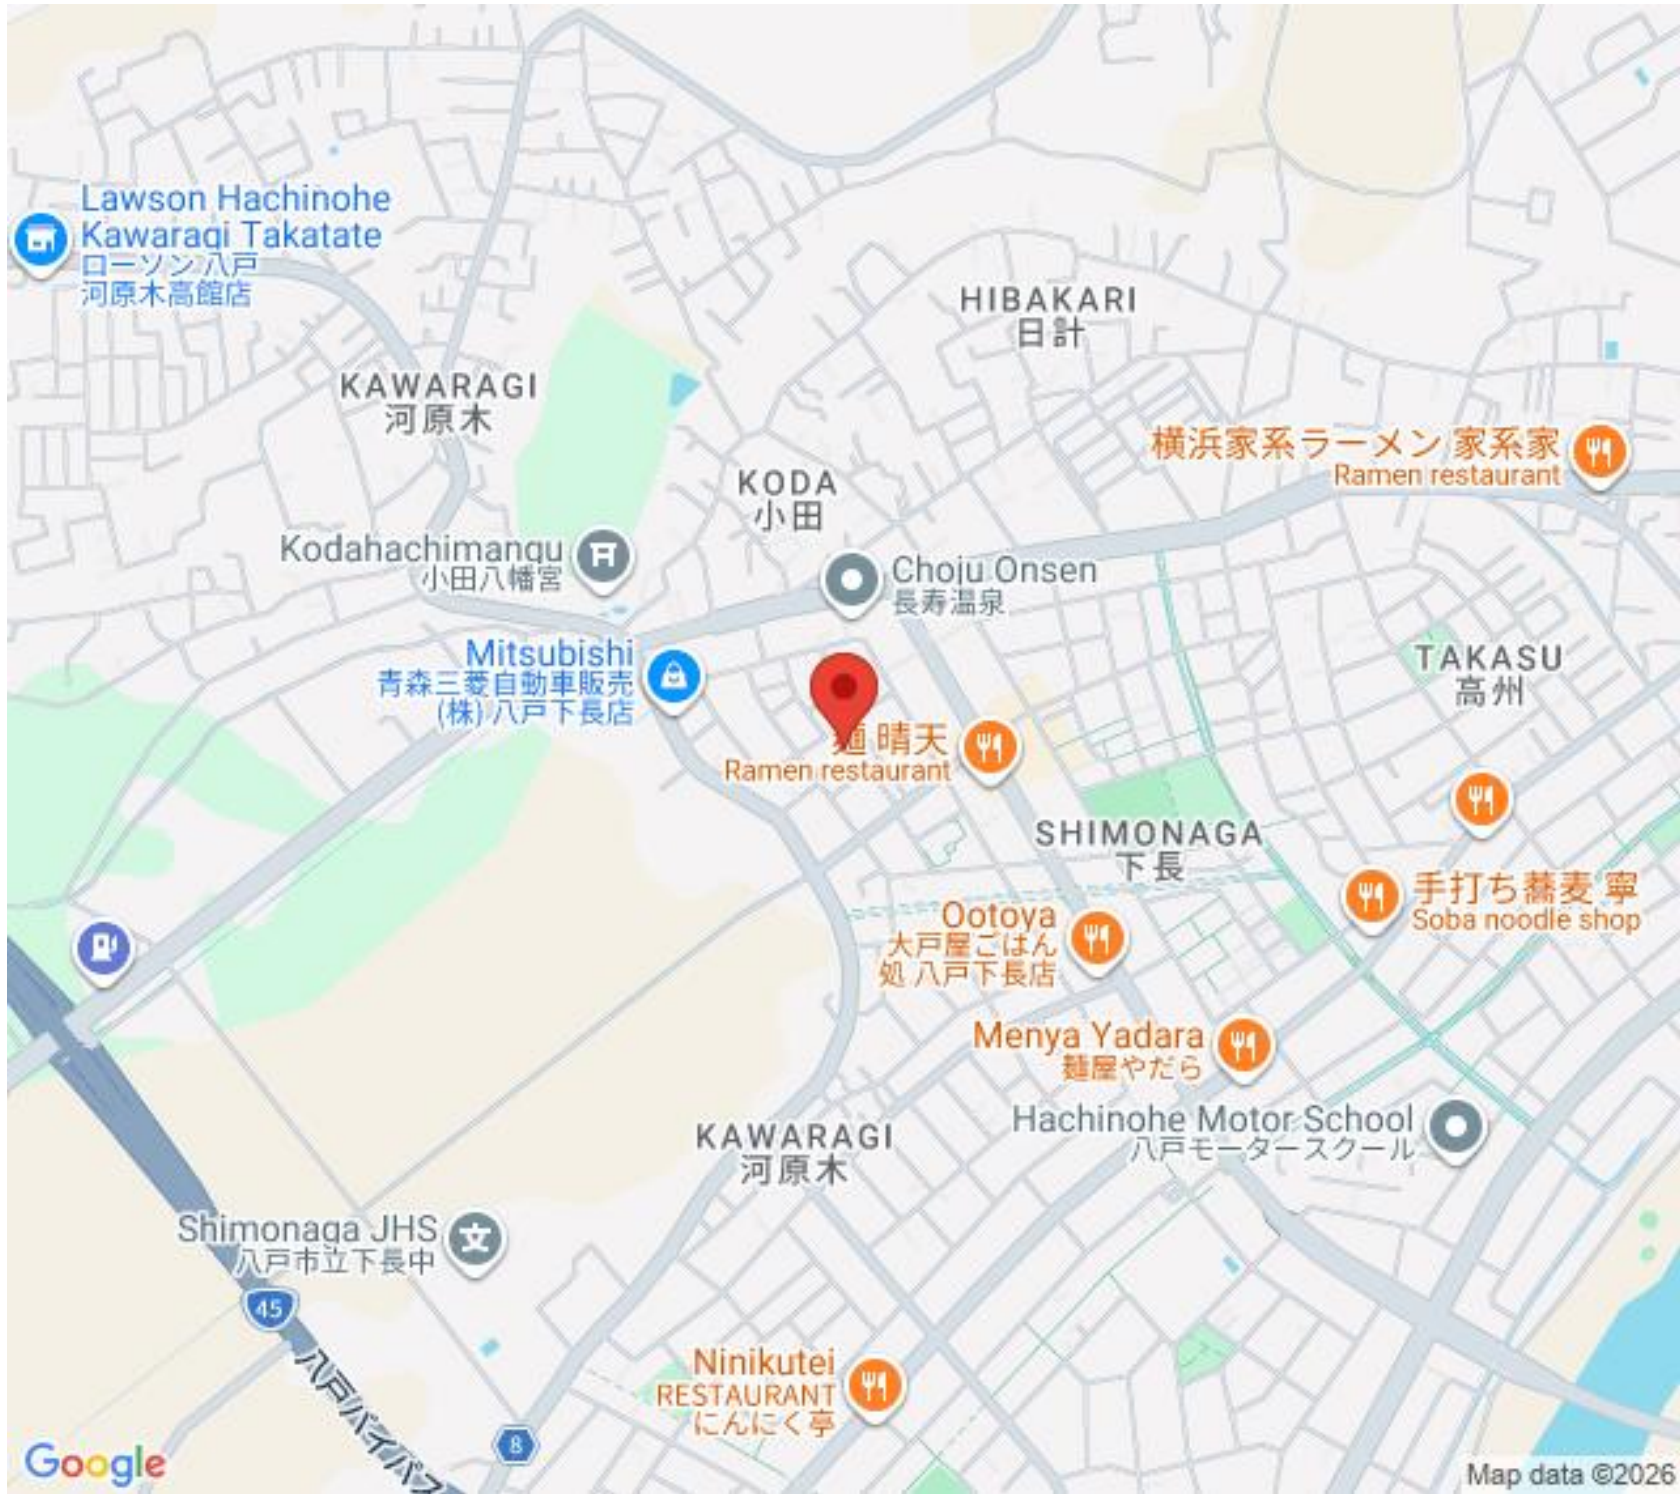 Lawson Hachinohe
Kawaragi Takatate
ローソン 八戸
河原木高館店
HIBAKARI
日計
KAWARAGI
河原木
横浜家系ラーメン 家系家
Ramen restaurant
KODA
小田
Kodahachimangu
小田八幡宮
Choju Onsen
長寿温泉
Mitsubishi
青森三菱自動車販売
(株) 八戸下長店
TAKASU
高州
麺 晴天
Ramen restaurant
SHIMONAGA
下長
手打ち蕎麦 寧
Soba noodle shop
Ootoya
大戸屋ごはん
処 八戸下長店
Menya Yadara
麺屋やだら
Hachinohe Motor School
八戸モータースクール
KAWARAGI
河原木
Shimonaga JHS
八戸市立下長中
45
八戸バイパス
Ninikutei
RESTAURANT
にんにく亭
8
Google
Map data ©2026